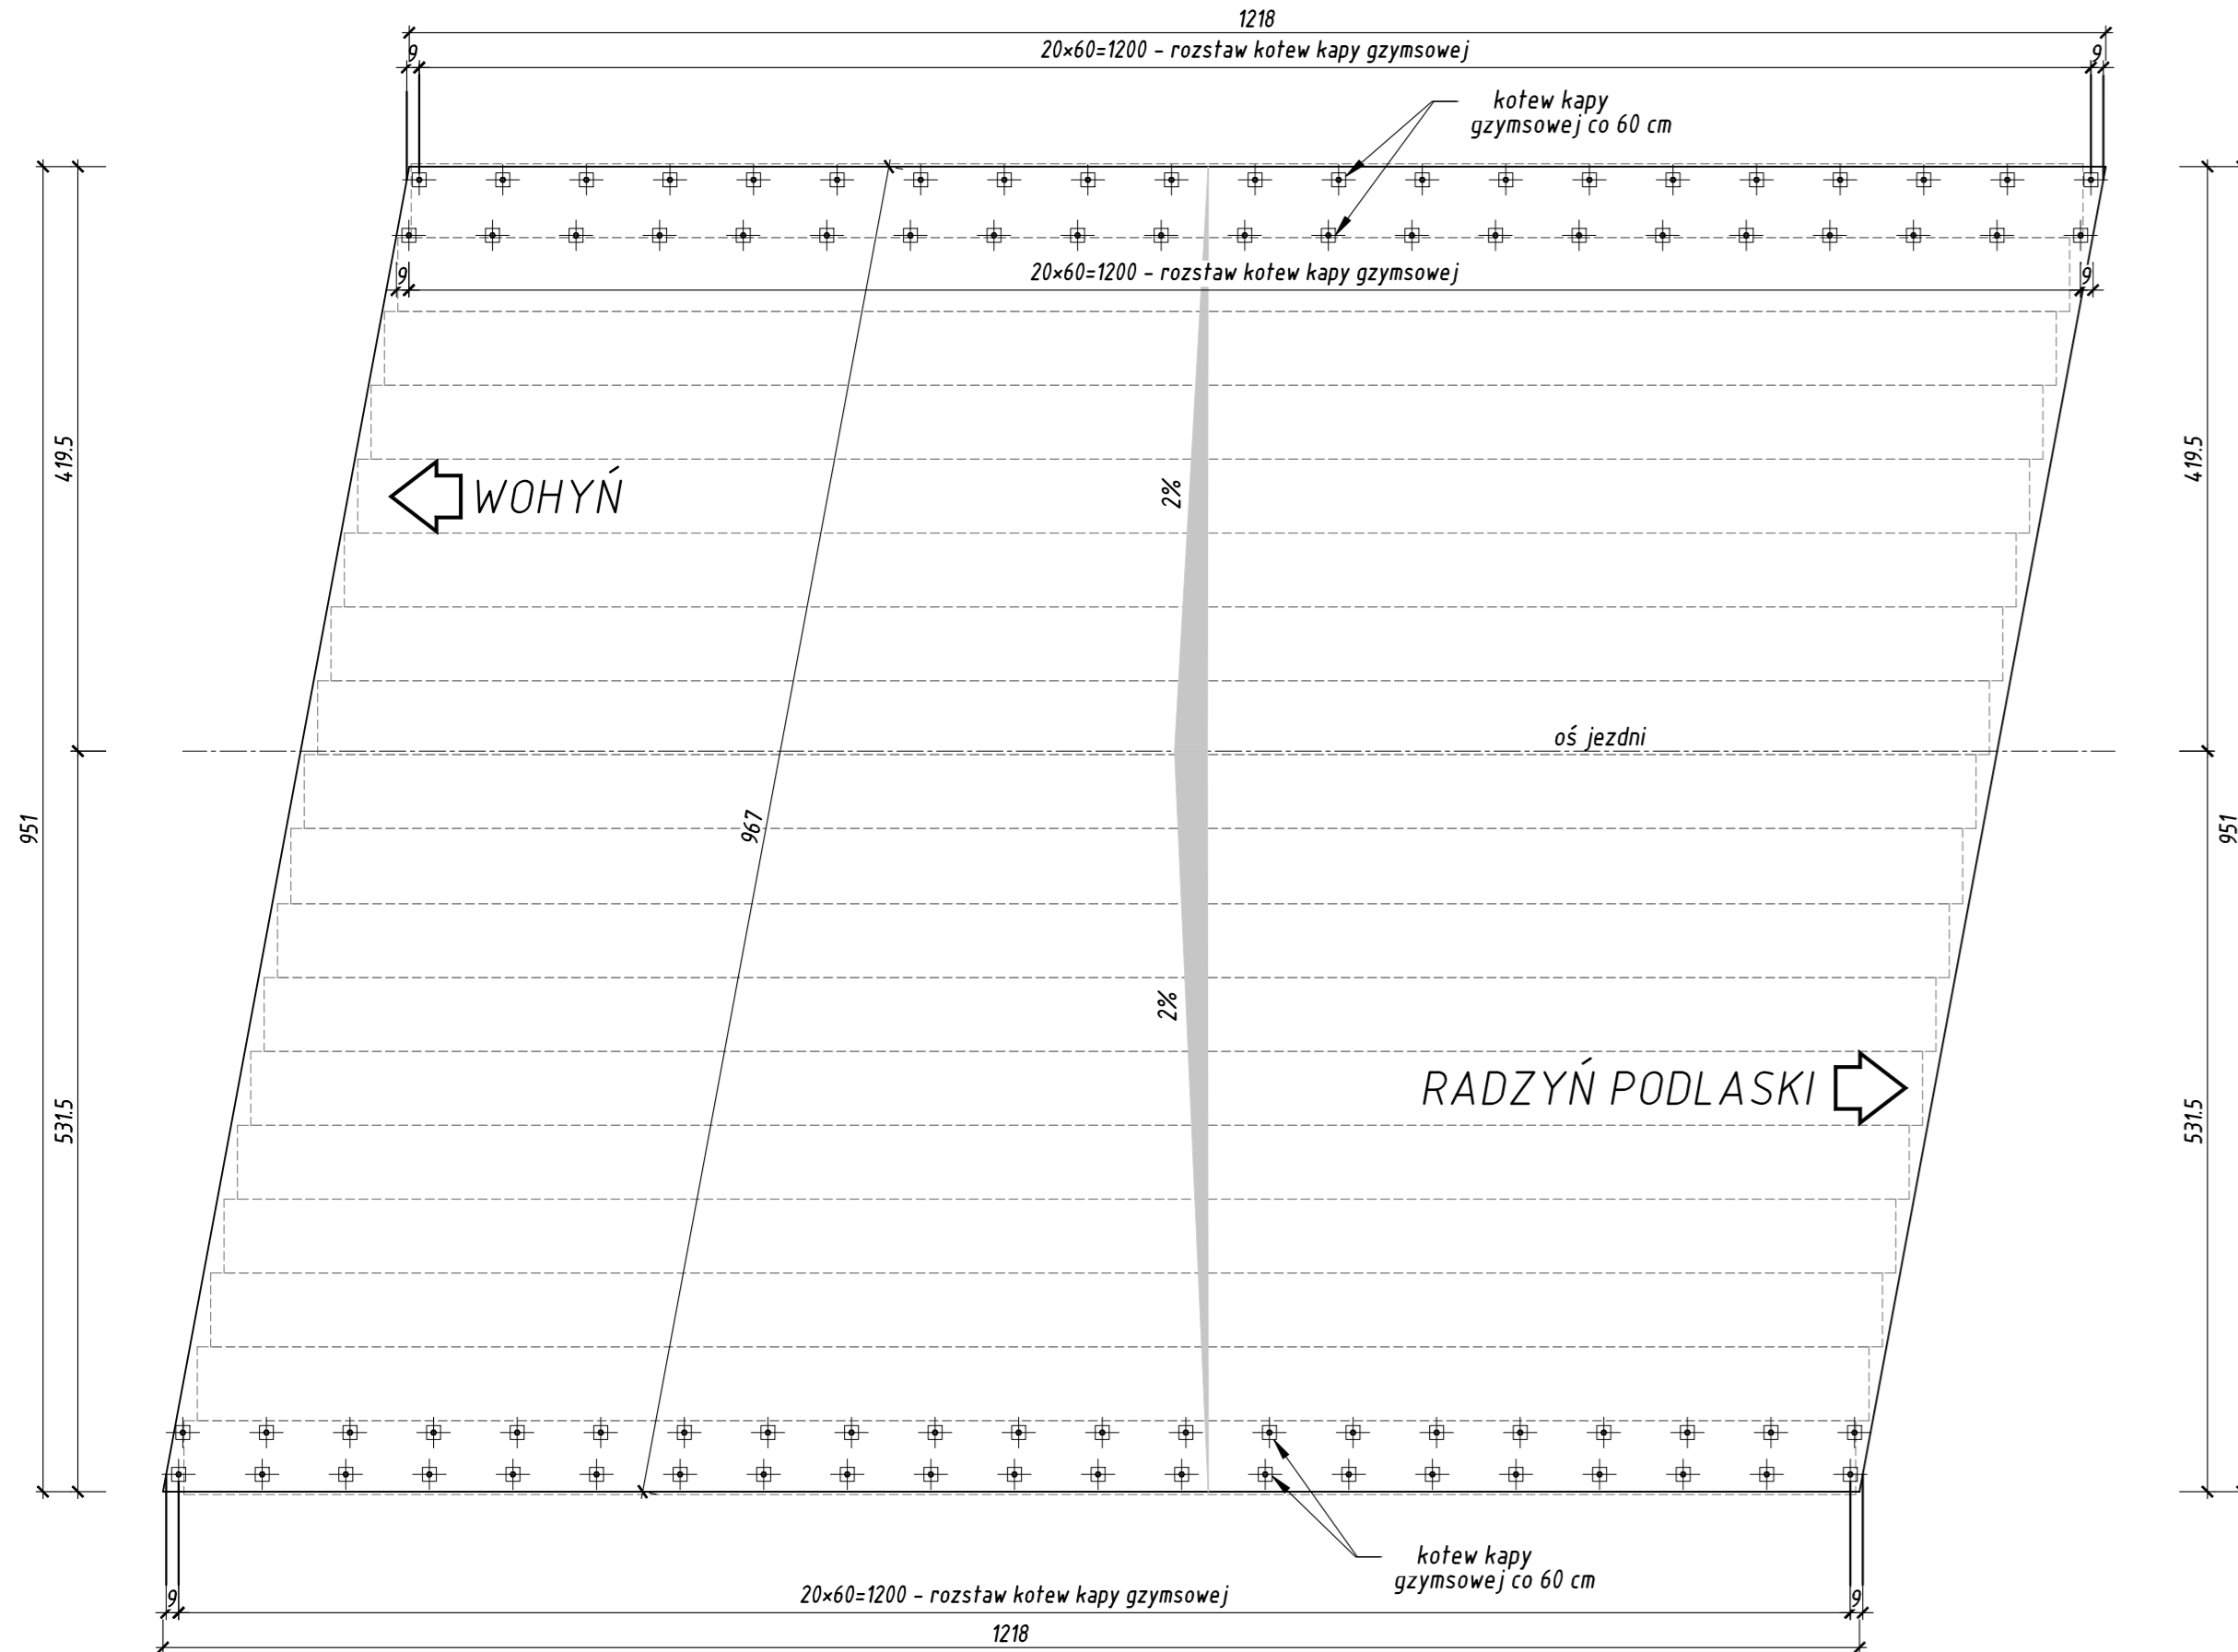 1218
9
20×60=1200 - rozstaw kotew kapy gzymsowej
9
kotew kapy
gzymsowej co 60 cm
9
20×60=1200 - rozstaw kotew kapy gzymsowej
9
419.5
419.5
WOHYŃ
2%
oś jezdni
951
967
951
2%
RADZYŃ PODLASKI
531.5
531.5
kotew kapy
gzymsowej co 60 cm
9
20×60=1200 - rozstaw kotew kapy gzymsowej
9
1218